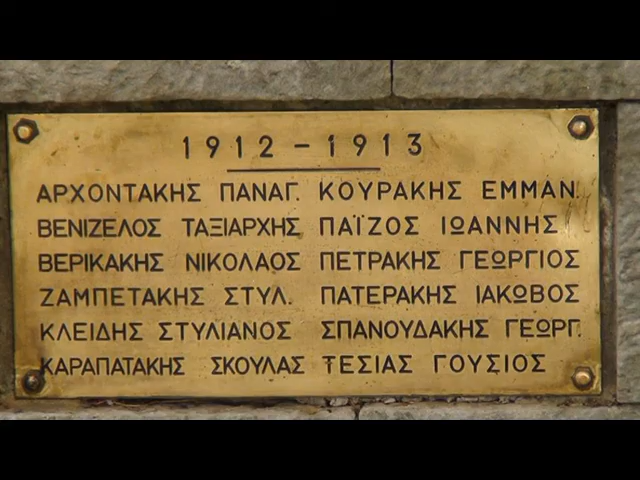 1912 - 1913
ΑΡΧΟΝΤΑΚΗΣ ΠΑΝΑΓ. ΚΟΥΡΑΚΗΣ ΕΜΜΑΝ.
ΒΕΝΙΖΕΛΟΣ ΤΑΞΙΑΡΧΗΣ ΠΑΪΖΟΣ ΙΩΑΝΝΗΣ
ΒΕΡΙΚΑΚΗΣ ΝΙΚΟΛΑΟΣ ΠΕΤΡΑΚΗΣ ΓΕΩΡΓΙΟΣ
ΖΑΜΠΕΤΑΚΗΣ ΣΤΥΛ. ΠΑΤΕΡΑΚΗΣ ΙΑΚΩΒΟΣ
ΚΛΕΙΔΗΣ ΣΤΥΛΙΑΝΟΣ ΣΠΑΝΟΥΔΑΚΗΣ ΓΕΩΡΓ.
ΚΑΡΑΠΑΤΑΚΗΣ ΣΚΟΥΛΑΣ ΤΕΣΙΑΣ ΓΟΥΣΙΟΣ